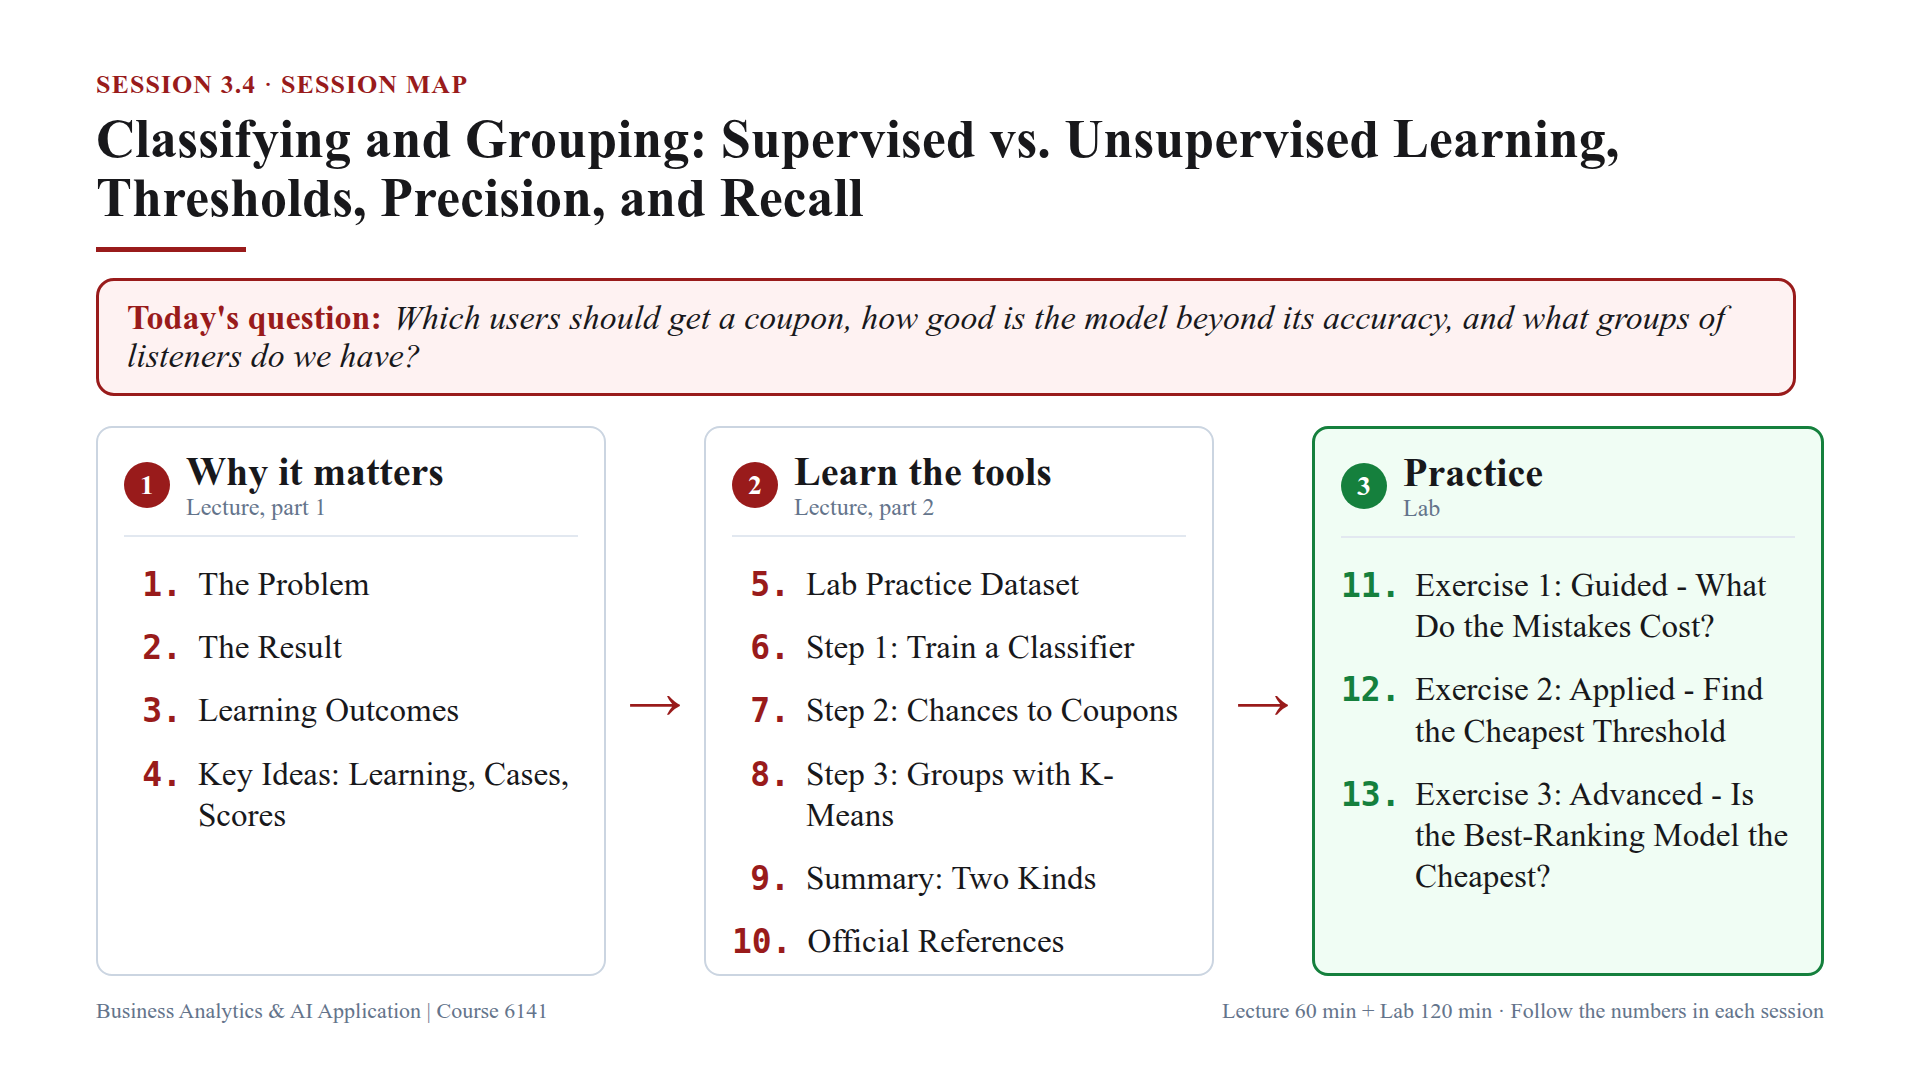 SESSION 3.4 · SESSION MAP
Classifying and Grouping: Supervised vs. Unsupervised Learning,
Thresholds, Precision, and Recall
Today's question: Which users should get a coupon, how good is the model beyond its accuracy, and what groups of
listeners do we have?
1 Why it matters
Lecture, part 1
1. The Problem
2. The Result
3. Learning Outcomes
4. Key Ideas: Learning, Cases,
Scores
→
2 Learn the tools
Lecture, part 2
5. Lab Practice Dataset
6. Step 1: Train a Classifier
7. Step 2: Chances to Coupons
8. Step 3: Groups with K-
Means
9. Summary: Two Kinds
10. Official References
→
3 Practice
Lab
11. Exercise 1: Guided - What
Do the Mistakes Cost?
12. Exercise 2: Applied - Find
the Cheapest Threshold
13. Exercise 3: Advanced - Is
the Best-Ranking Model the
Cheapest?
Business Analytics & AI Application | Course 6141
Lecture 60 min + Lab 120 min · Follow the numbers in each session